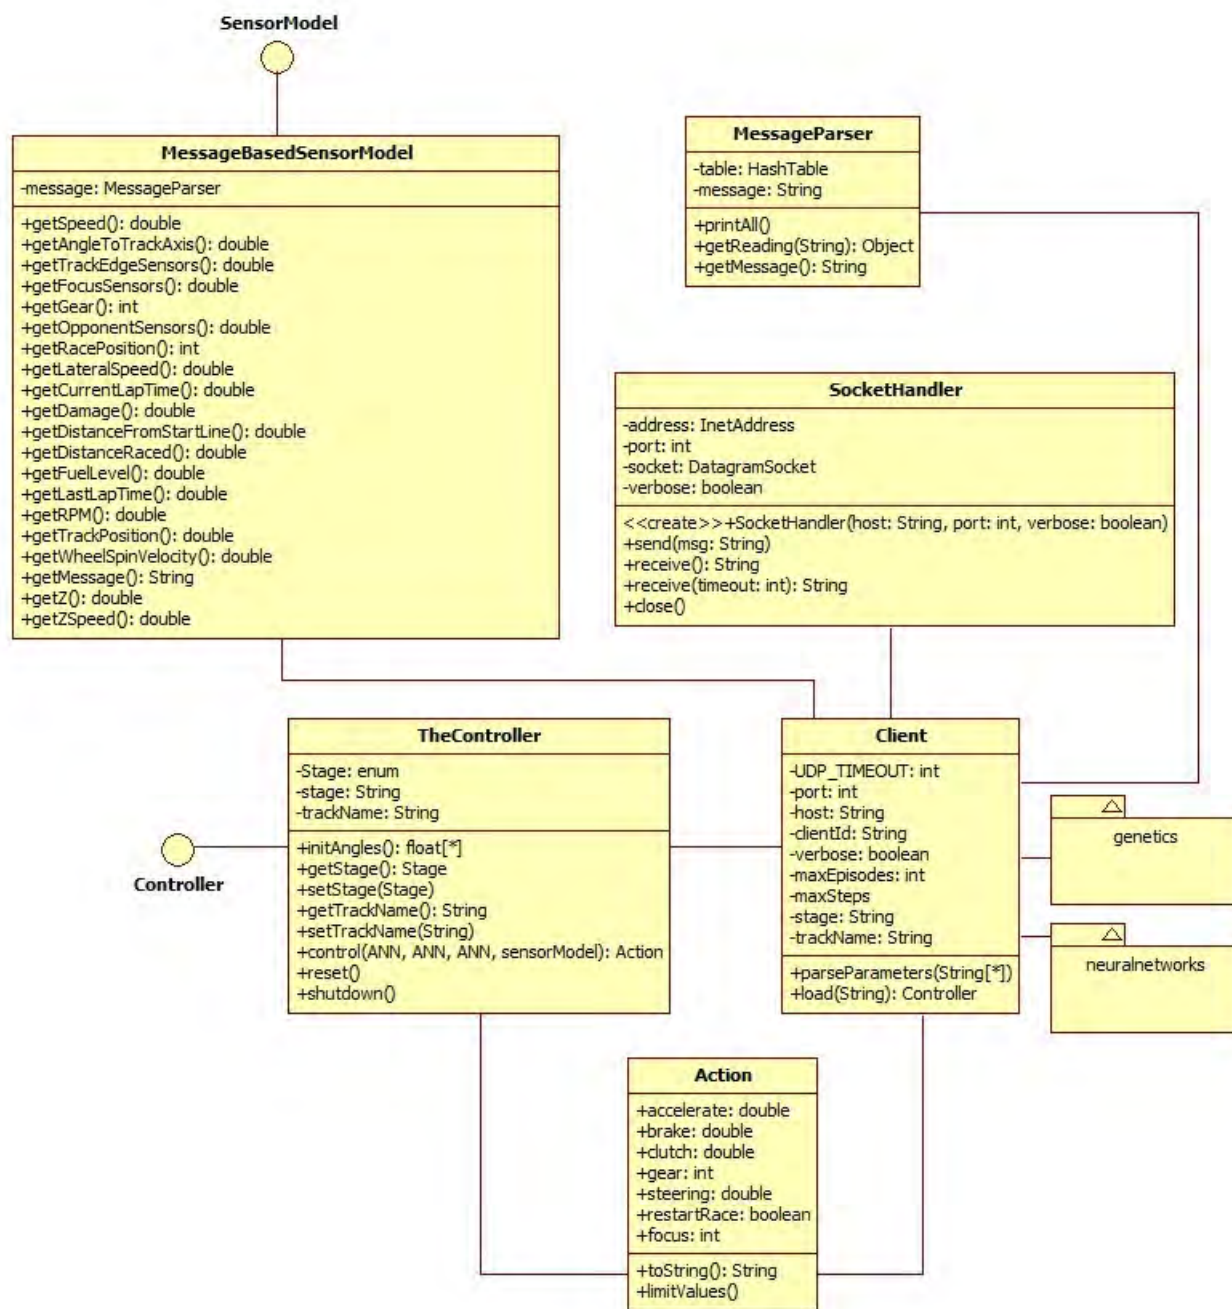 SensorModel
MessageBasedSensorModel
-message: MessageParser
+getSpeed(): double
+getAngleToTrackAxis(): double
+getTrackEdgeSensors(): double
+getFocusSensors(): double
+getGear(): int
+getOpponentSensors(): double
+getRacePosition(): int
+getLateralSpeed(): double
+getCurrentLapTime(): double
+getDamage(): double
+getDistanceFromStartLine(): double
+getDistanceRaced(): double
+getFuelLevel(): double
+getLastLapTime(): double
+getRPM(): double
+getTrackPosition(): double
+getWheelSpinVelocity(): double
+getMessage(): String
+getZ(): double
+getZSpeed(): double
MessageParser
-table: HashTable
-message: String
+printAll()
+getReading(String): Object
+getMessage(): String
SocketHandler
-address: InetAddress
-port: int
-socket: DatagramSocket
-verbose: boolean
<<create>>+SocketHandler(host: String, port: int, verbose: boolean)
+send(msg: String)
+receive(): String
+receive(timeout: int): String
+close()
Controller
TheController
-Stage: enum
-stage: String
-trackName: String
+initAngles(): float[*]
+getStage(): Stage
+setStage(Stage)
+getTrackName(): String
+setTrackName(String)
+control(ANN, ANN, ANN, sensorModel): Action
+reset()
+shutdown()
Client
-UDP_TIMEOUT: int
-port: int
-host: String
-clientId: String
-verbose: boolean
-maxEpisodes: int
-maxSteps
-stage: String
-trackName: String
+parseParameters(String[*])
+load(String): Controller
genetics
neuralnetworks
Action
+accelerate: double
+brake: double
+clutch: double
+gear: int
+steering: double
+restartRace: boolean
+focus: int
+toString(): String
+limitValues()